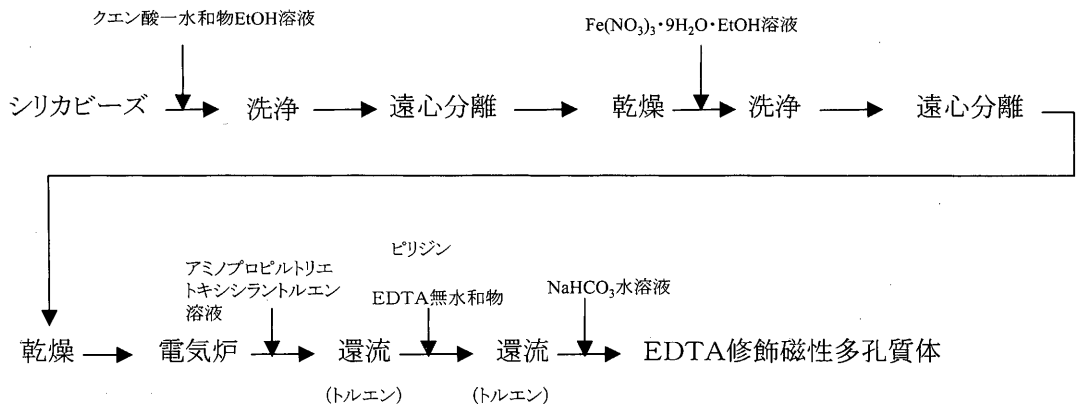 クエン酸一水和物EtOH溶液
Fe(NO3)3・9H2O・EtOH溶液
シリカビーズ
洗浄
遠心分離
乾燥
洗浄
遠心分離
ピリジン
アミノプロピルトリエ
トキシシラントルエン
溶液
EDTA無水和物
NaHCO3水溶液
乾燥
電気炉
還流
還流
EDTA修飾磁性多孔質体
(トルエン)
(トルエン)